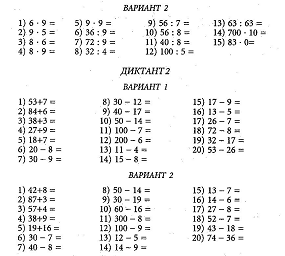 ВАРИАНТ 2
1) 6 · 9 = 5) 9 · 9 = 9) 56 : 7 = 13) 63 : 63 =
2) 9 · 5 = 6) 36 : 9 = 10) 56 : 8 = 14) 700 · 10 =
3) 8 · 6 = 7) 72 : 9 = 11) 40 : 8 = 15) 83 · 0=
4) 8 · 9 = 8) 32 : 4 = 12) 100 : 5 =
ДИКТАНТ 2
ВАРИАНТ 1
1) 53+7= 8) 30 − 12 = 15) 17 − 9 =
2) 84+6= 9) 40 − 17 = 16) 13 − 5 =
3) 38+3= 10) 50 − 14 = 17) 26 − 7 =
4) 27+9= 11) 100 − 7 = 18) 72 − 8 =
5) 18+7= 12) 200 − 6 = 19) 32 − 17 =
6) 20 − 8 = 13) 11 − 4 = 20) 53 − 26 =
7) 30 − 9 = 14) 15 − 8 =
ВАРИАНТ 2
1) 42+8= 8) 50 − 14 = 15) 13 − 7 =
2) 87+3= 9) 30 − 19 = 16) 14 − 6 =
3) 57+4= 10) 60 − 16 = 17) 27 − 8 =
4) 38+9= 11) 300 − 8 = 18) 52 − 7 =
5) 19+16= 12) 100 − 9 = 19) 43 − 18 =
6) 30 − 7 = 13) 12 − 5 = 20) 74 − 36 =
7) 40 − 8 = 14) 14 − 9 =